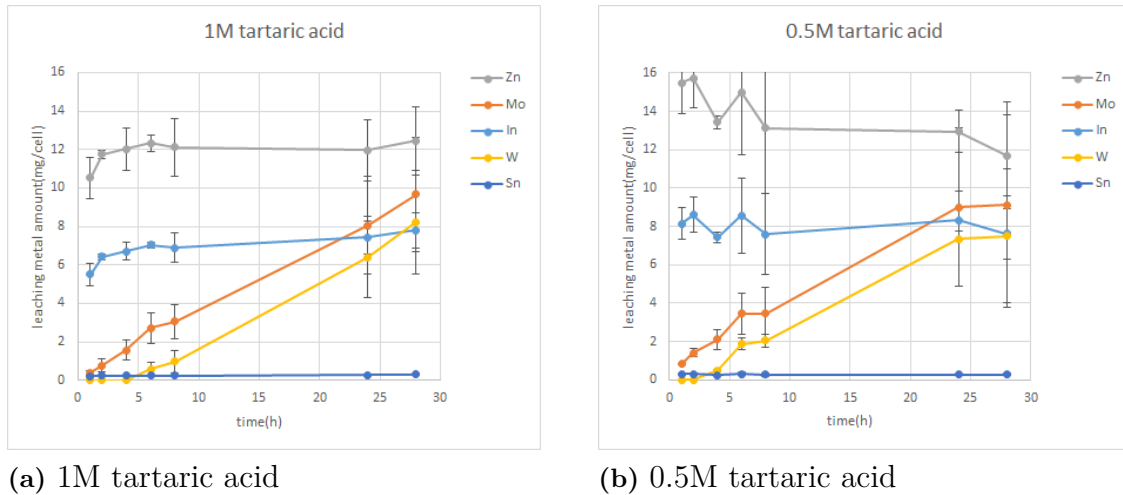 1M tartaric acid
leaching metal amount(mg/cell)
16
14
12
10
8
6
4
2
0
0 5 10 15 20 25 30
time(h)
Zn
Mo
In
W
Sn
(a) 1M tartaric acid
0.5M tartaric acid
leaching metal amount(mg/cell)
16
14
12
10
8
6
4
2
0
0 5 10 15 20 25 30
time(h)
Zn
Mo
In
W
Sn
(b) 0.5M tartaric acid